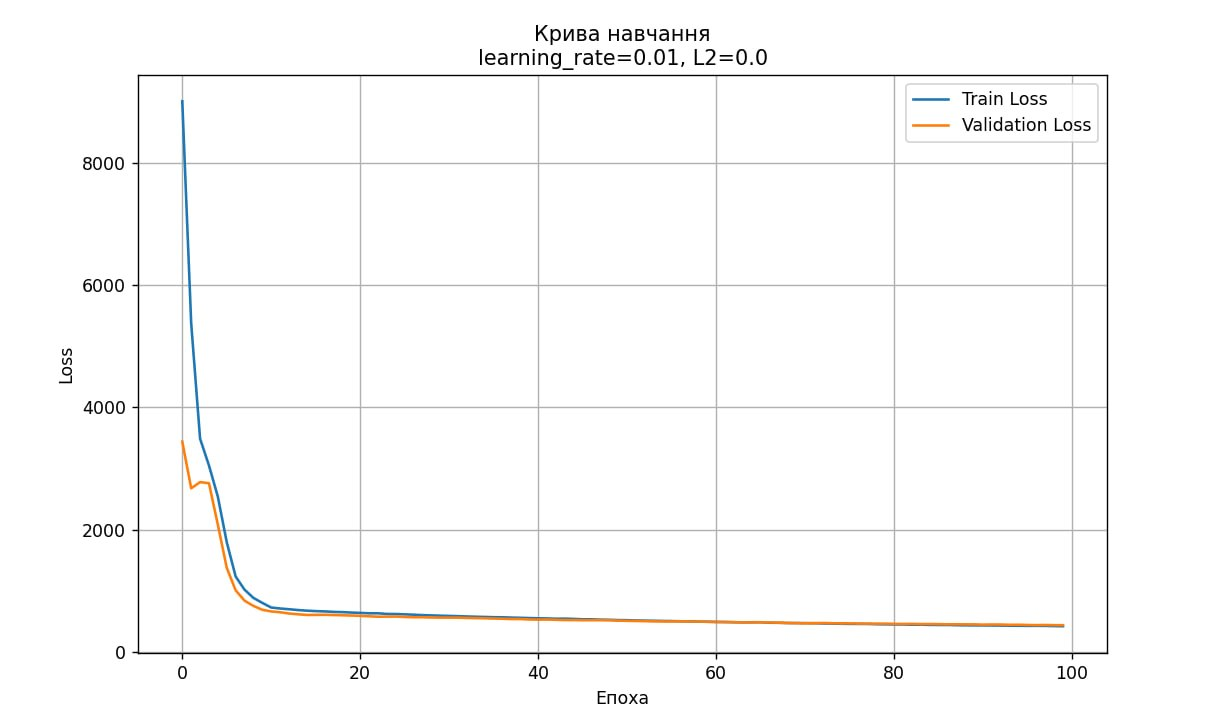 Крива навчання
learning_rate=0.01, L2=0.0
Train Loss
Validation Loss
Loss
8000
6000
4000
2000
0
0 20 40 60 80 100
Епоха